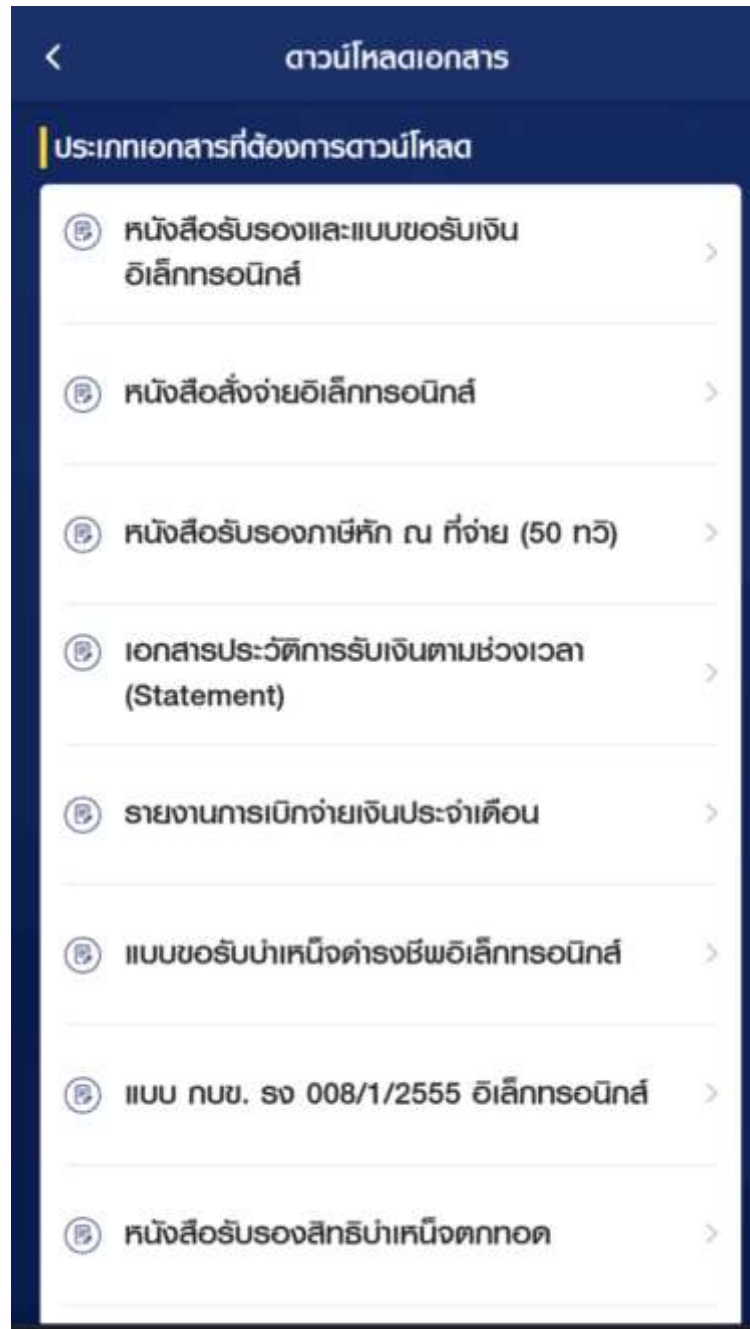 ดาวน์โหลดเอกสาร
ประเภทเอกสารที่ต้องการดาวน์โหลด
หนังสือรับรองและแบบขอรับเงิน
อิเล็กทรอนิกส์
หนังสือสั่งจ่ายอิเล็กทรอนิกส์
หนังสือรับรองภาษีหัก ณ ที่จ่าย (50 ทวิ)
เอกสารประวัติการรับเงินตามช่วงเวลา
(Statement)
รายงานการเบิกจ่ายเงินประจำเดือน
แบบขอรับบำเหน็จดำรงชีพอิเล็กทรอนิกส์
แบบ กบข. รง 008/1/2555 อิเล็กทรอนิกส์
หนังสือรับรองสิทธิบำเหน็จตกทอด